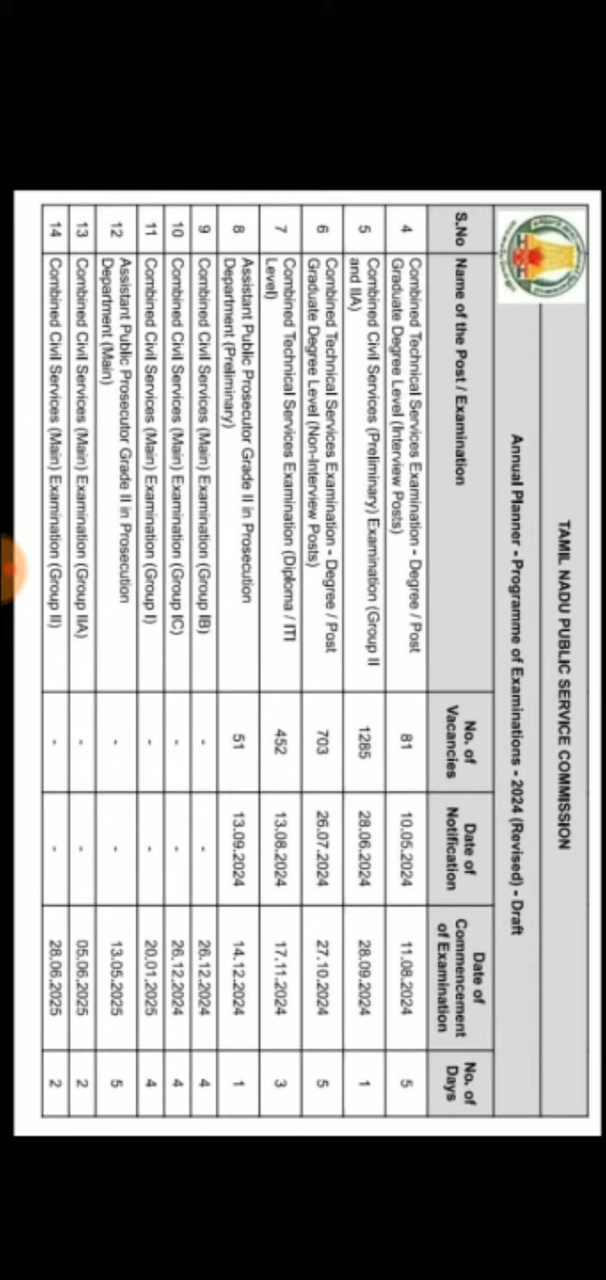 TAMIL NADU PUBLIC SERVICE COMMISSION
Annual Planner - Programme of Examinations - 2024 (Revised) - Draft
S.No Name of the Post / Examination No. of Vacancies Date of Notification Date of Commencement of Examination No. of Days
4 Combined Technical Services Examination - Degree / Post 81 10.05.2024 11.08.2024 5
Graduate Degree Level (Interview Posts)
5 Combined Civil Services (Preliminary) Examination (Group II 1285 28.06.2024 28.09.2024 1
and IIA)
6 Combined Technical Services Examination - Degree / Post 703 26.07.2024 27.10.2024 5
Graduate Degree Level (Non-Interview Posts)
7 Combined Technical Services Examination (Diploma / ITI 452 13.08.2024 17.11.2024 3
Level)
8 Assistant Public Prosecutor Grade II in Prosecution 51 13.09.2024 14.12.2024 1
Department (Preliminary)
9 Combined Civil Services (Main) Examination (Group IB) - - 26.12.2024 4
10 Combined Civil Services (Main) Examination (Group IC) - - 26.12.2024 4
11 Combined Civil Services (Main) Examination (Group I) - - 20.01.2025 4
12 Assistant Public Prosecutor Grade II in Prosecution - - 13.05.2025 5
Department (Main)
13 Combined Civil Services (Main) Examination (Group IIA) - - 05.06.2025 2
14 Combined Civil Services (Main) Examination (Group II) - - 28.06.2025 2